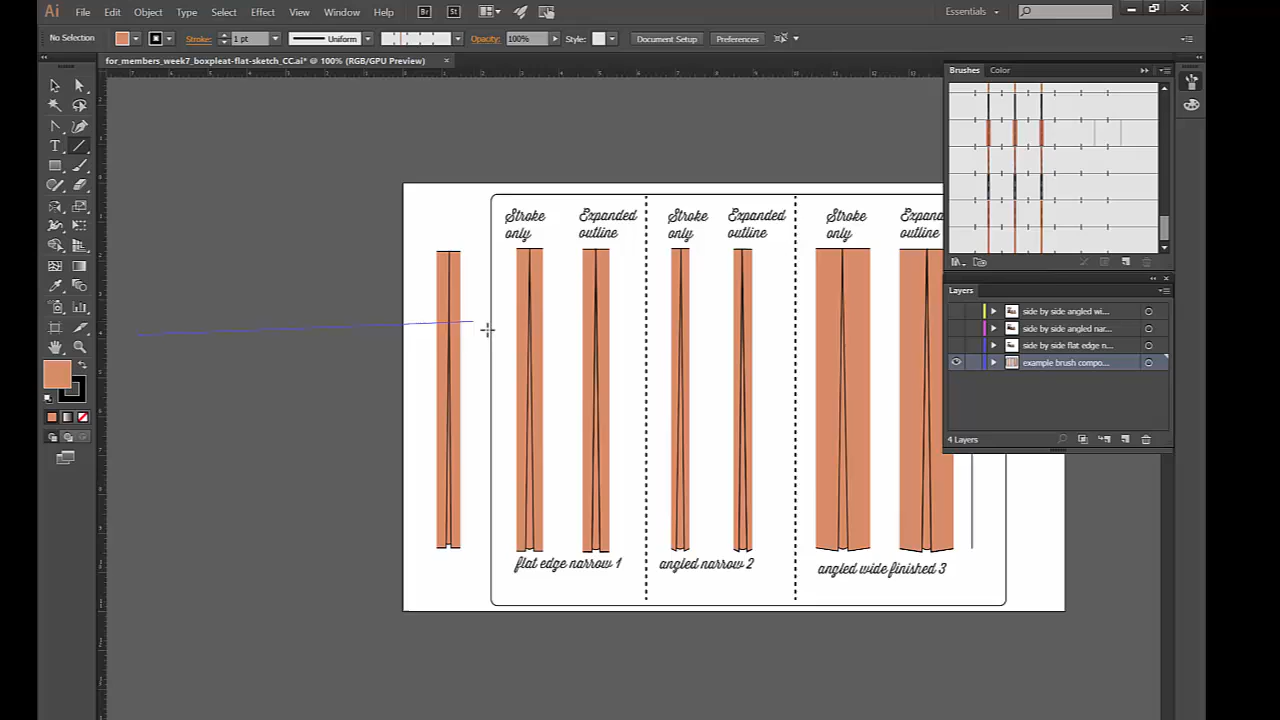 Ai File Edit Object Type Select Effect View Window Help Br St Essentials
No Selection Stroke: 1 pt Uniform Opacity: 100% Style: Document Setup Preferences
for_members_week7_boxpleat-flat-sketch_CC.ai* @ 100% (RGB/GPU Preview) ×
Brushes Color
Stroke only
Expanded outline
Stroke only
Expanded outline
Stroke only
Expan
outline
flat edge narrow 1
angled narrow 2
angled wide finished 3
Layers
side by side angled wi...
side by side angled nar...
side by side flat edge n...
example brush compo...
4 Layers